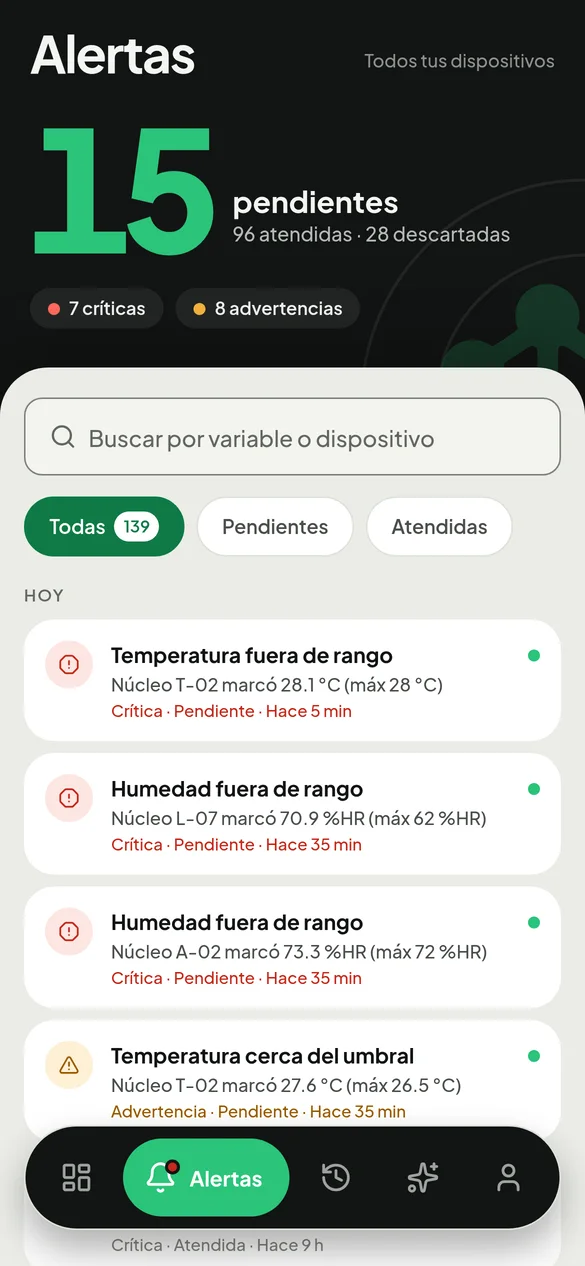 Alertas
Todos tus dispositivos
15
pendientes
96 atendidas · 28 descartadas
7 críticas
8 advertencias
Buscar por variable o dispositivo
Todas 139
Pendientes
Atendidas
HOY
Temperatura fuera de rango
Núcleo T-02 marcó 28.1 °C (máx 28 °C)
Crítica · Pendiente · Hace 5 min
Humedad fuera de rango
Núcleo L-07 marcó 70.9 %HR (máx 62 %HR)
Crítica · Pendiente · Hace 35 min
Humedad fuera de rango
Núcleo A-02 marcó 73.3 %HR (máx 72 %HR)
Crítica · Pendiente · Hace 35 min
Temperatura cerca del umbral
Núcleo T-02 marcó 27.6 °C (máx 26.5 °C)
Advertencia · Pendiente · Hace 35 min
Alertas
Crítica · Atendida · Hace 9 h